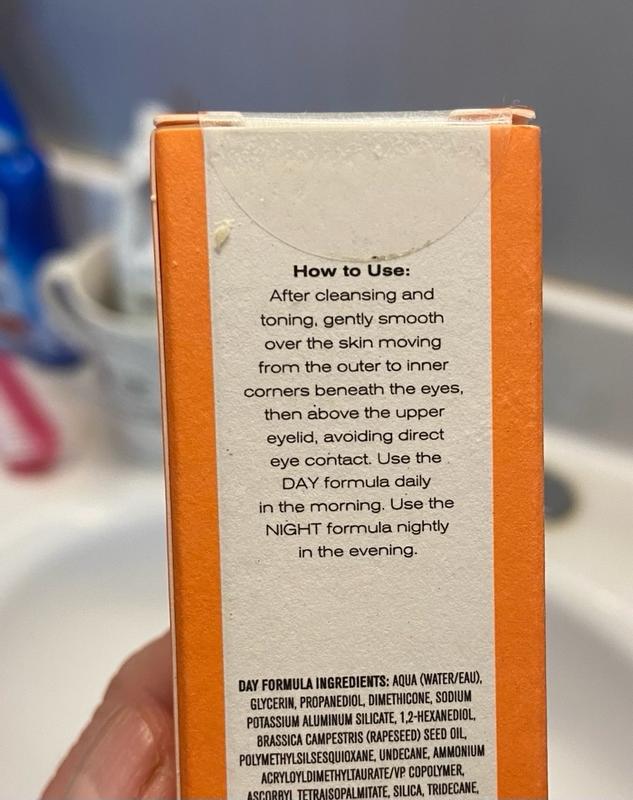 How to Use:
After cleansing and
toning, gently smooth
over the skin moving
from the outer to inner
corners beneath the eyes,
then above the upper
eyelid, avoiding direct
eye contact. Use the
DAY formula daily
in the morning. Use the
NIGHT formula nightly
in the evening.
DAY FORMULA INGREDIENTS: AQUA (WATER/EAU),
GLYCERIN, PROPANEDIOL, DIMETHICONE, SODIUM
POTASSIUM ALUMINUM SILICATE, 1,2-HEXANEDIOL,
BRASSICA CAMPESTRIS (RAPESEED) SEED OIL,
POLYMETHYLSILSESQUIOXANE, UNDECANE, AMMONIUM
ACRYLOYLDIMETHYLTAURATE/VP COPOLYMER,
ASCORBYL TETRAISOPALMITATE, SILICA, TRIDECANE,